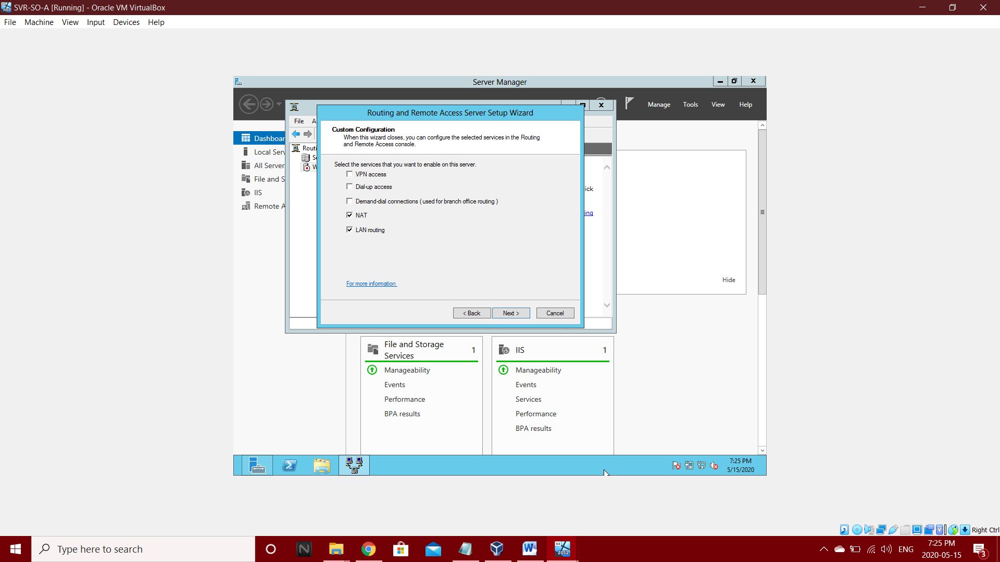 SVR-SO-A [Running] - Oracle VM VirtualBox
File Machine View Input Devices Help
Server Manager
Manage Tools View Help
Routing and Remote Access Server Setup Wizard
File A
Custom Configuration
When this wizard closes, you can configure the selected services in the Routing
and Remote Access console.
Dashboar
Local Serv
All Server
File and S
IIS
Remote A
Routi
Se
W
Select the services that you want to enable on this server.
VPN access
Dial-up access
Demand-dial connections ( used for branch office routing )
NAT
LAN routing
ick
ing
For more information
Hide
< Back Next > Cancel
File and Storage
Services
1
Manageability
Events
Performance
BPA results
IIS 1
Manageability
Events
Services
Performance
BPA results
7:25 PM
5/15/2020
Right Ctrl
Type here to search
64
2012
ENG
7:25 PM
2020-05-15
3